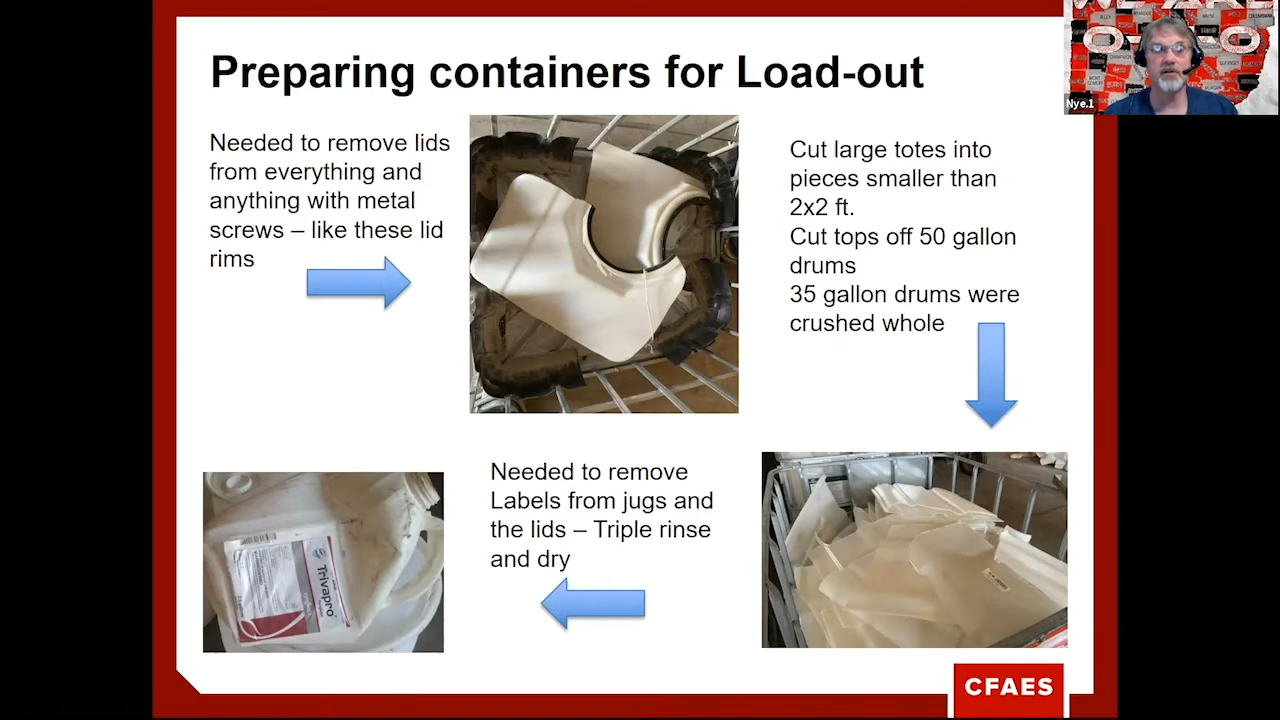 Preparing containers for Load-out
Needed to remove lids
from everything and
anything with metal
screws – like these lid
rims
Cut large totes into
pieces smaller than
2x2 ft.
Cut tops off 50 gallon
drums
35 gallon drums were
crushed whole
Needed to remove
Labels from jugs and
the lids – Triple rinse
and dry
Trivapro
CFAES
WE ARE
O-HIO
Nye.1